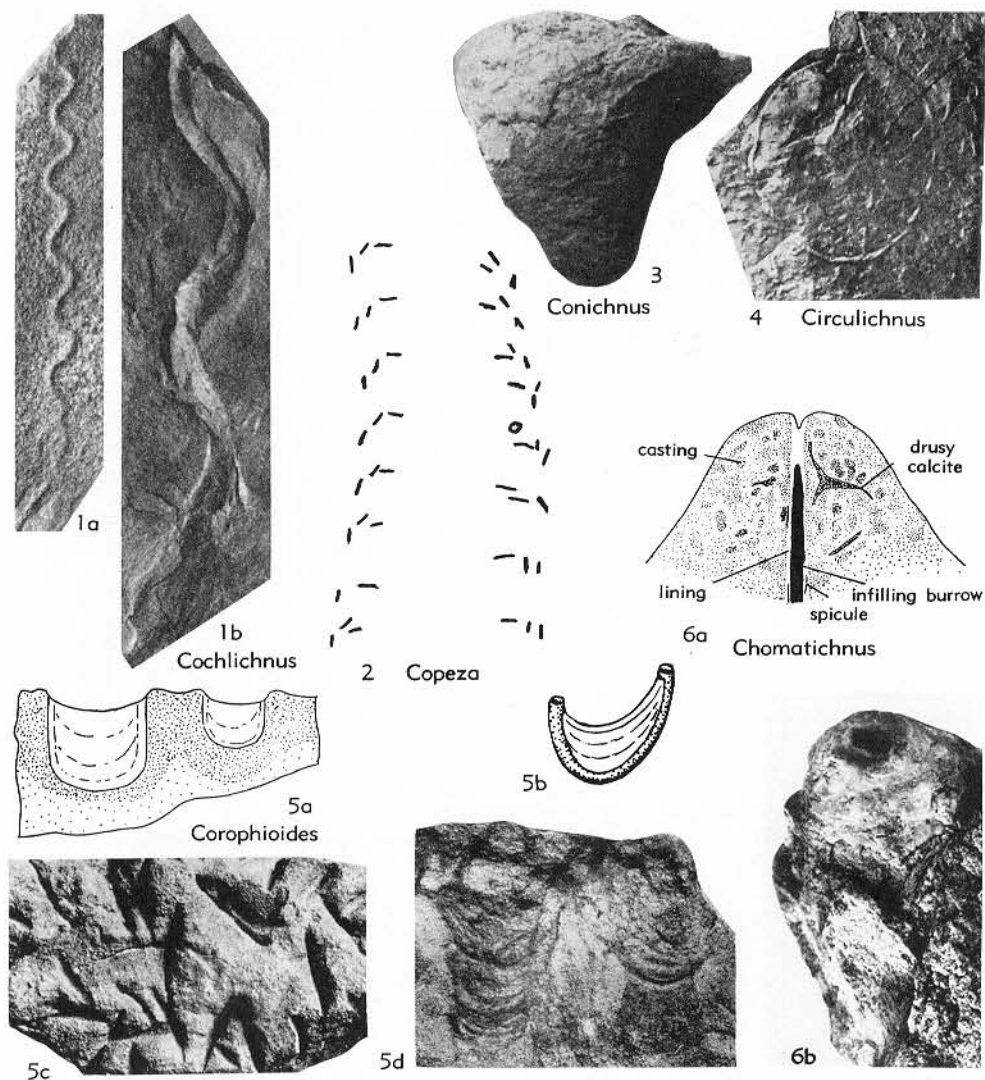 1a
1b
Cochlichnus
2 Copeza
3
Conichnus
4 Circulichnus
casting
drusy
calcite
lining
infilling burrow
spicule
6a
Chomatichnus
5a
Corophioides
5b
5c
5d
6b